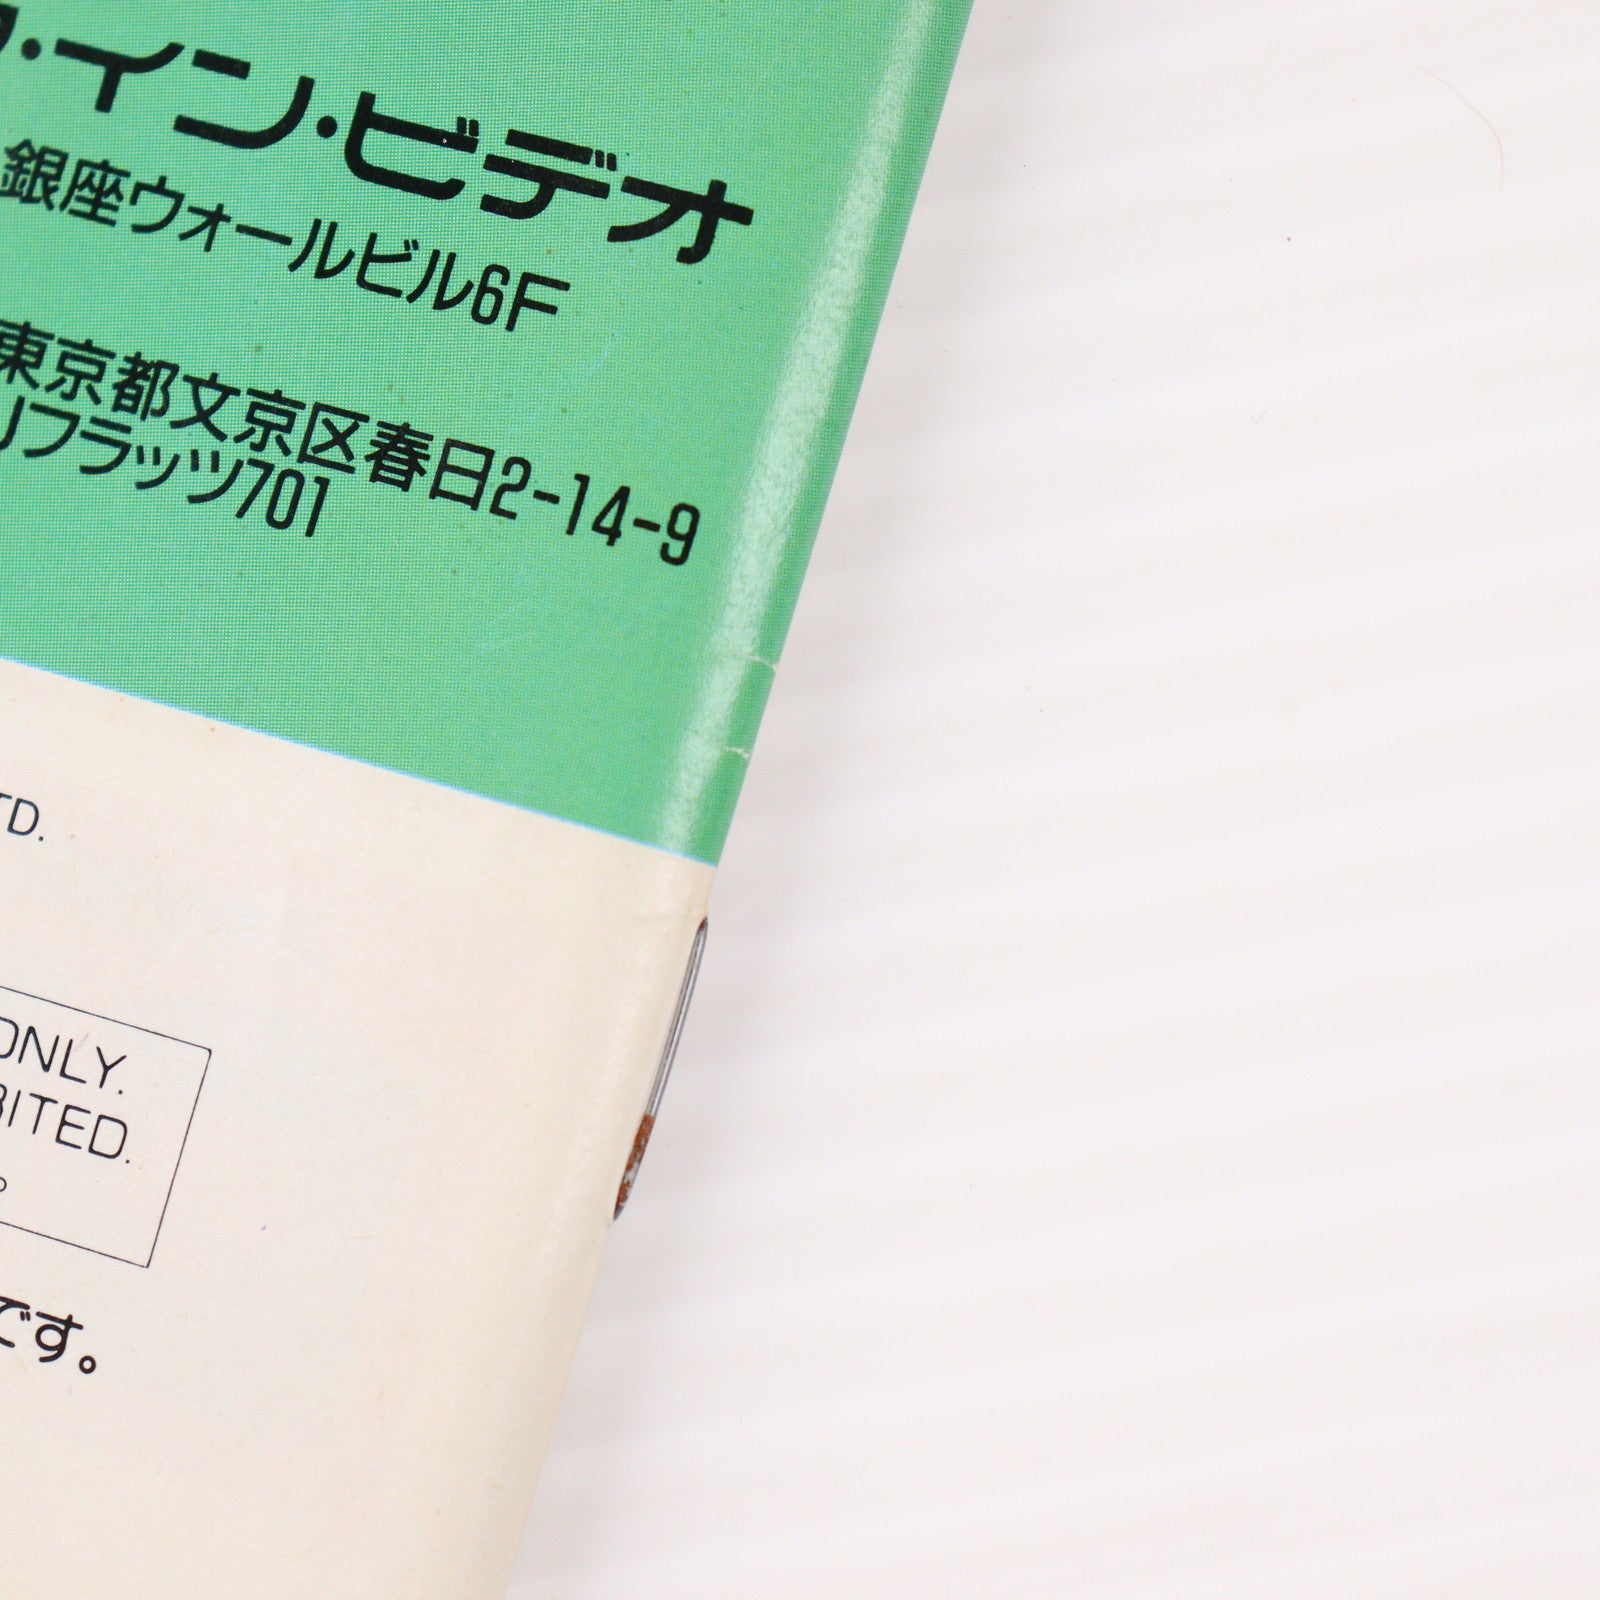 ・イン・ビデオ
銀座ウォールビル6F
東京都文京区春日2-14-9
リフラッツ701
TD.
ONLY.
BITED.
。
です。